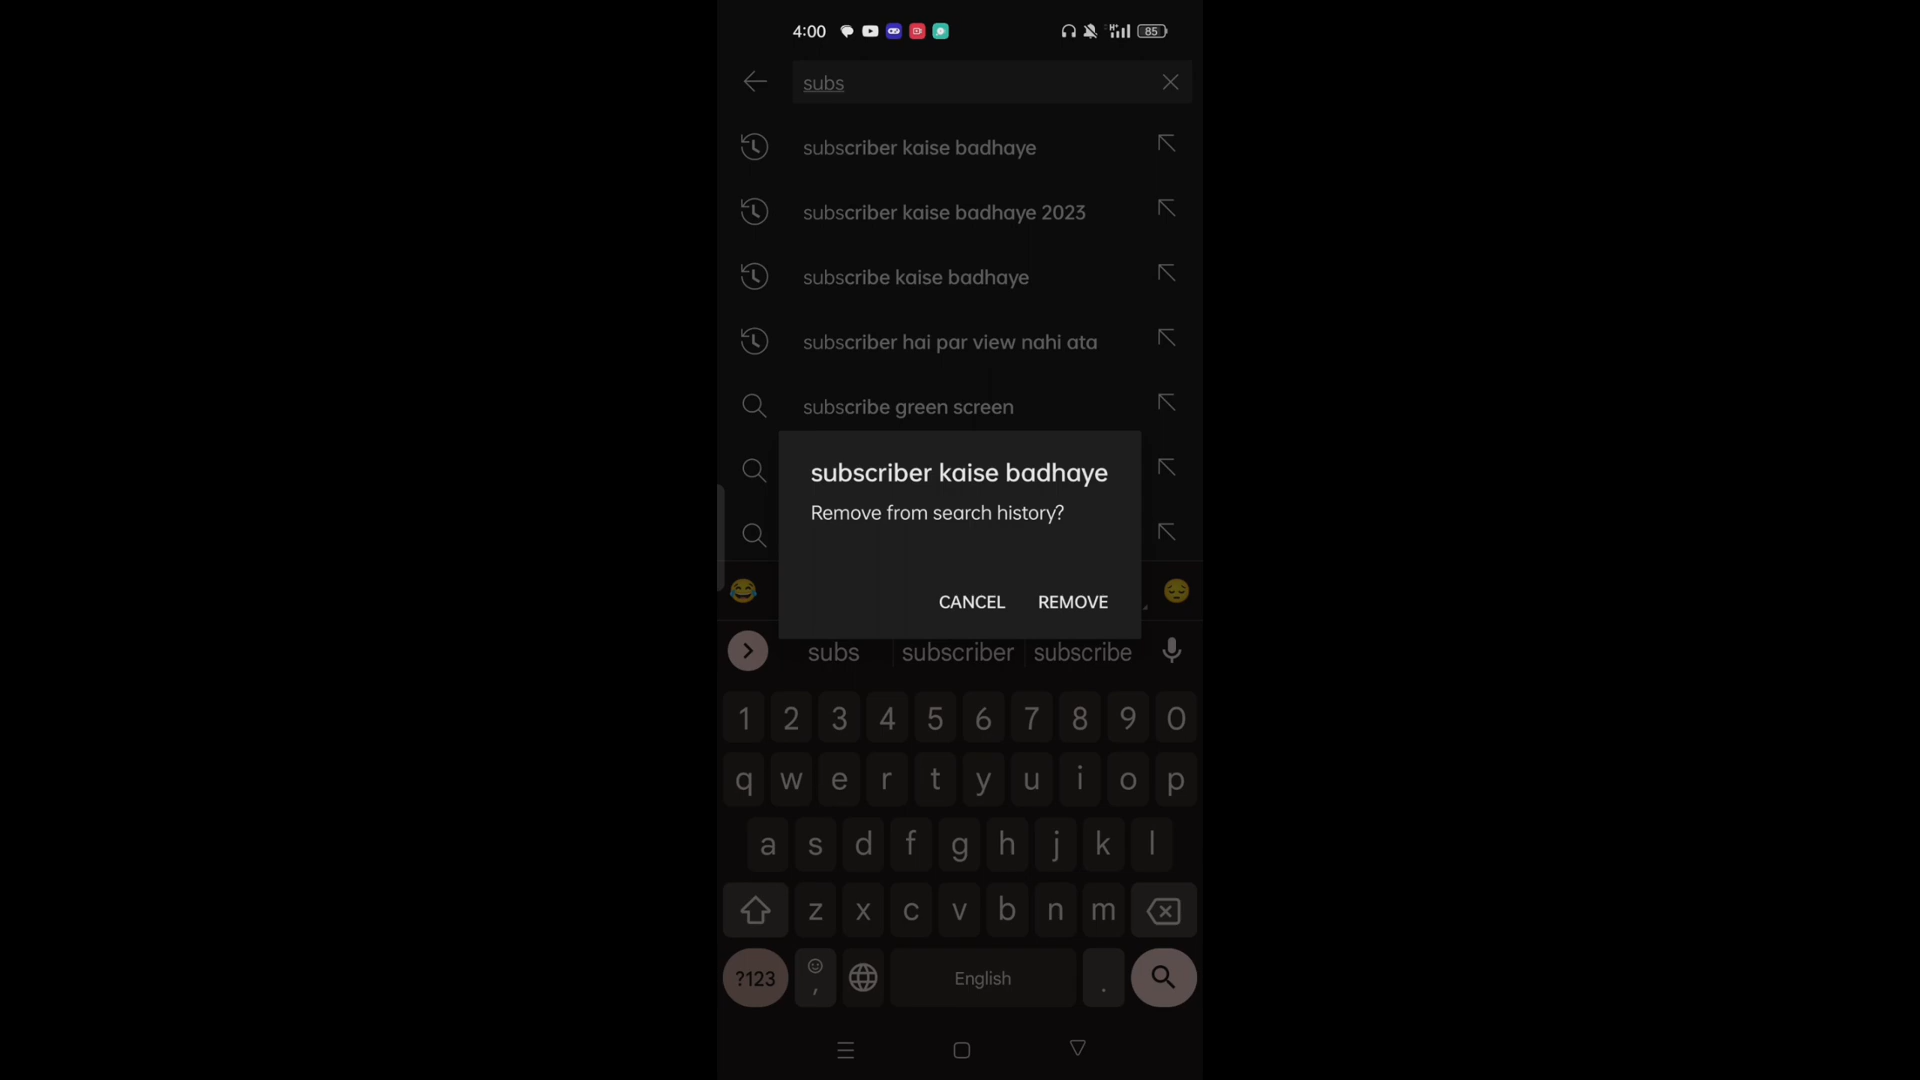 4:00
85
subs
subscriber kaise badhaye
subscriber kaise badhaye 2023
subscribe kaise badhaye
subscriber hai par view nahi ata
subscribe green screen
subscriber kaise badhaye
Remove from search history?
CANCEL REMOVE
subs subscriber subscribe
1 2 3 4 5 6 7 8 9 0
q w e r t y u i o p
a s d f g h j k l
z x c v b n m
?123 , English .